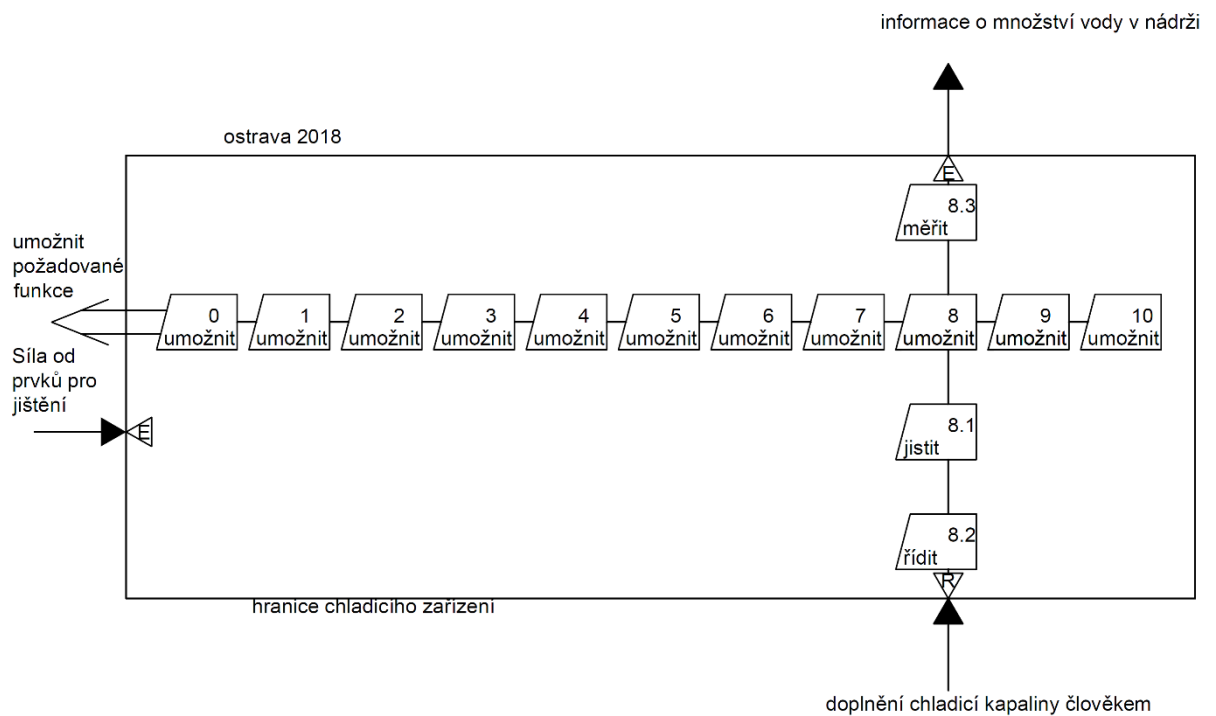 informace o množství vody v nádrži
ostrava 2018
E
8.3
měřit
umožnit
požadované
funkce
0
umožnit
1
umožnit
2
umožnit
3
umožnit
4
umožnit
5
umožnit
6
umožnit
7
umožnit
8
umožnit
9
umožnit
10
umožnit
Síla od
prvků pro
jištění
E
8.1
jistit
8.2
řídit
R
hranice chladicího zařízení
doplnění chladicí kapaliny člověkem